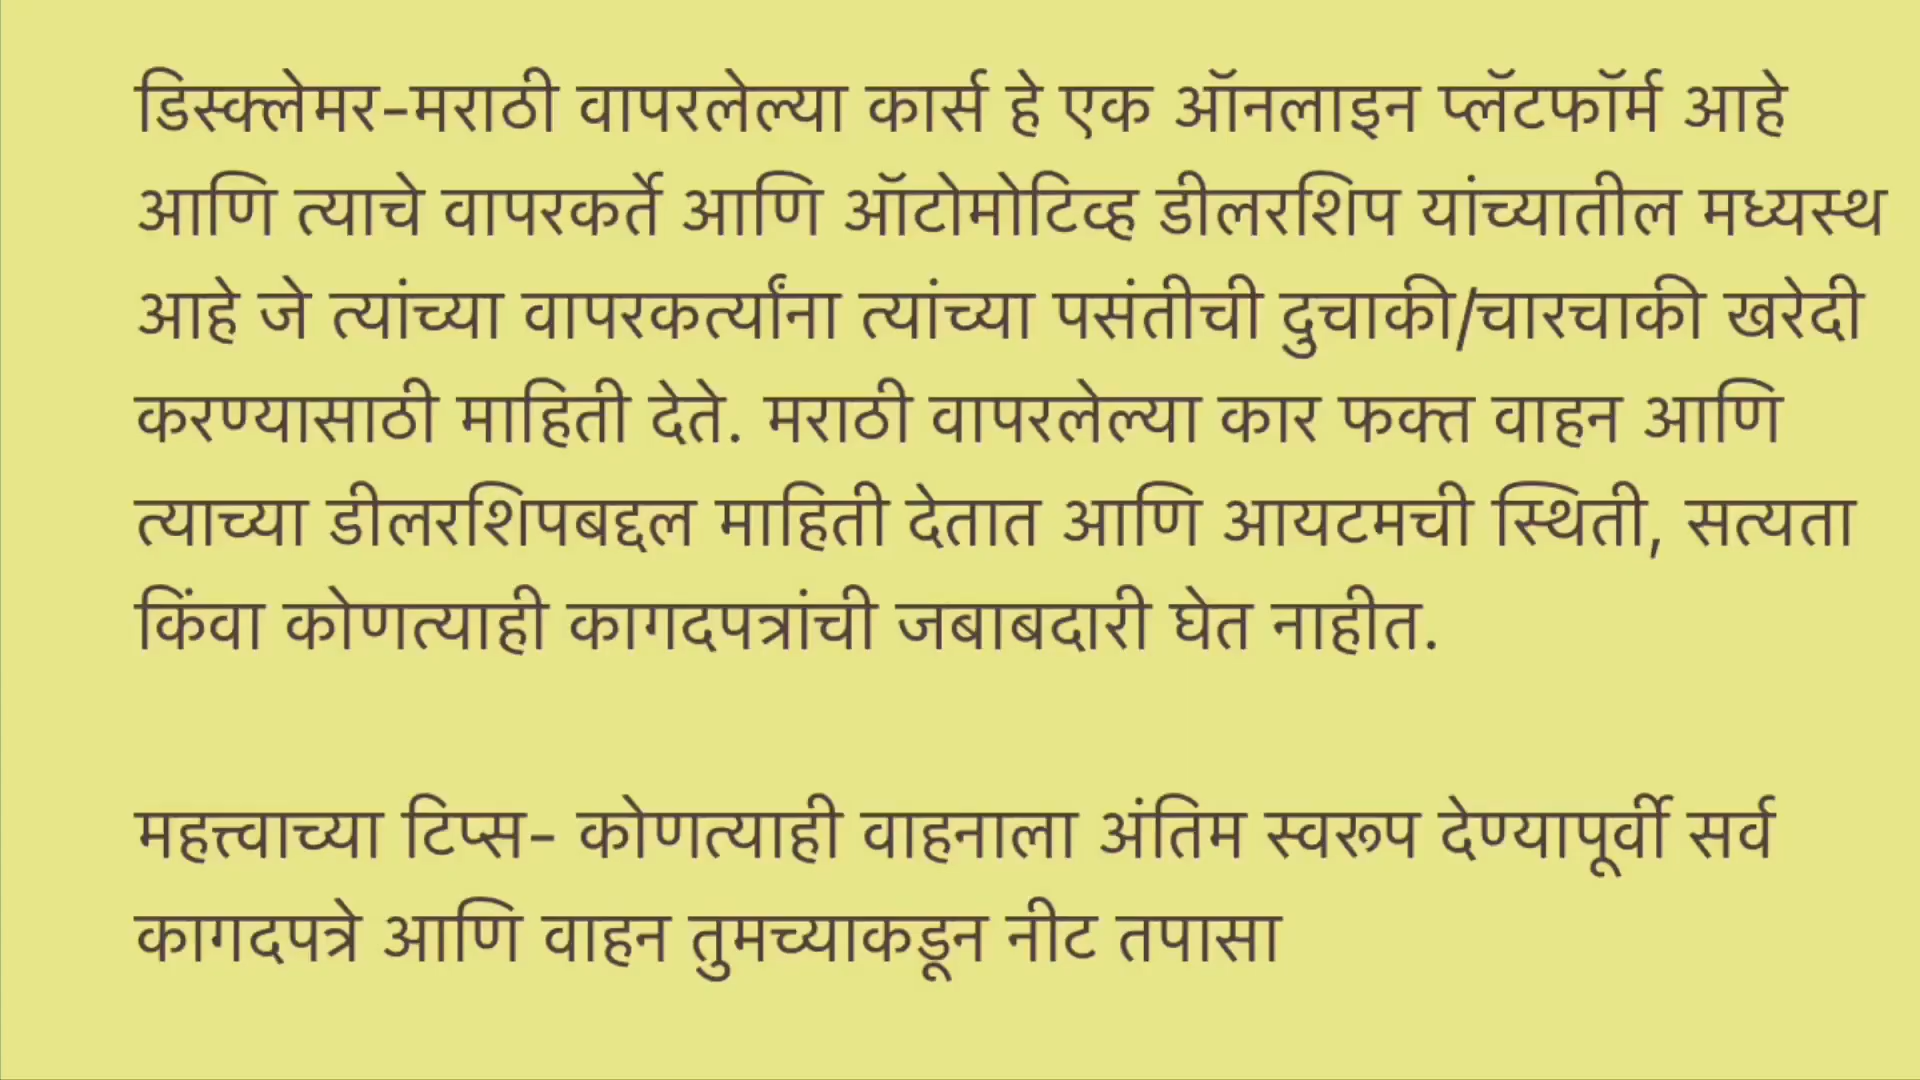 डिस्क्लेमर-मराठी वापरलेल्या कार्स हे एक ऑनलाइन प्लॅटफॉर्म आहे
आणि त्याचे वापरकर्ते आणि ऑटोमोटिव्ह डीलरशिप यांच्यातील मध्यस्थ
आहे जे त्यांच्या वापरकर्त्यांना त्यांच्या पसंतीची दुचाकी/चारचाकी खरेदी
करण्यासाठी माहिती देते. मराठी वापरलेल्या कार फक्त वाहन आणि
त्याच्या डीलरशिपबद्दल माहिती देतात आणि आयटमची स्थिती, सत्यता
किंवा कोणत्याही कागदपत्रांची जबाबदारी घेत नाहीत.
महत्त्वाच्या टिप्स- कोणत्याही वाहनाला अंतिम स्वरूप देण्यापूर्वी सर्व
कागदपत्रे आणि वाहन तुमच्याकडून नीट तपासा